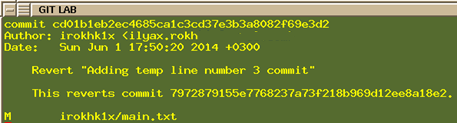 GIT LAB
commit cd01b1eb2ec4685ca1c3cd37e3b3a8082f69e3d2
Author: irokhk1x <ilyax.rokh
Date:   Sun Jun 1 17:50:20 2014 +0300
Revert "Adding temp line number 3 commit"
This reverts commit 7972879155e7768237a73f218b969d12ee8a18e2.
M       irokhk1x/main.txt